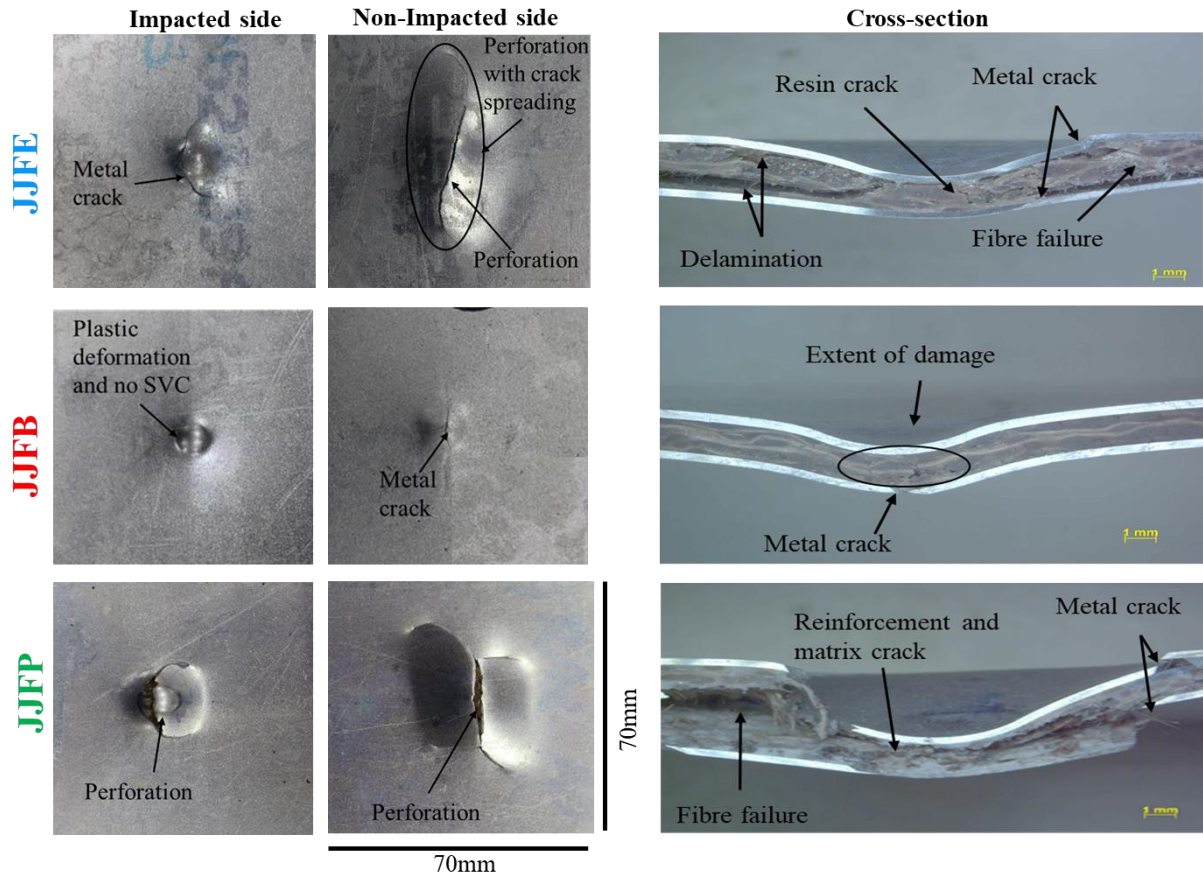 Impacted side
Non-Impacted side
Cross-section
JJFE
Metal
crack
Perforation
with crack
spreading
Perforation
Resin crack
Metal crack
Delamination
Fibre failure
1 mm
JJFB
Plastic
deformation
and no SVC
Metal
crack
Extent of damage
Metal crack
1 mm
JJFP
Perforation
Perforation
Reinforcement and
matrix crack
Metal crack
Fibre failure
1 mm
70mm
70mm